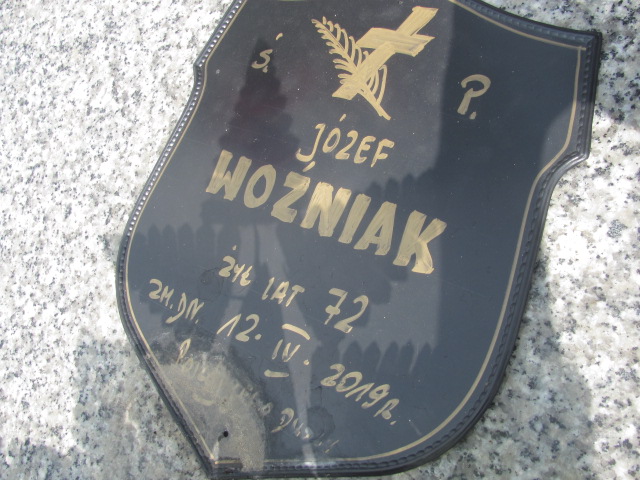 Ś. P.
JÓZEF
WOŹNIAK
ŻYŁ LAT 72
ZM. DN. 12. IV. 2019 R.